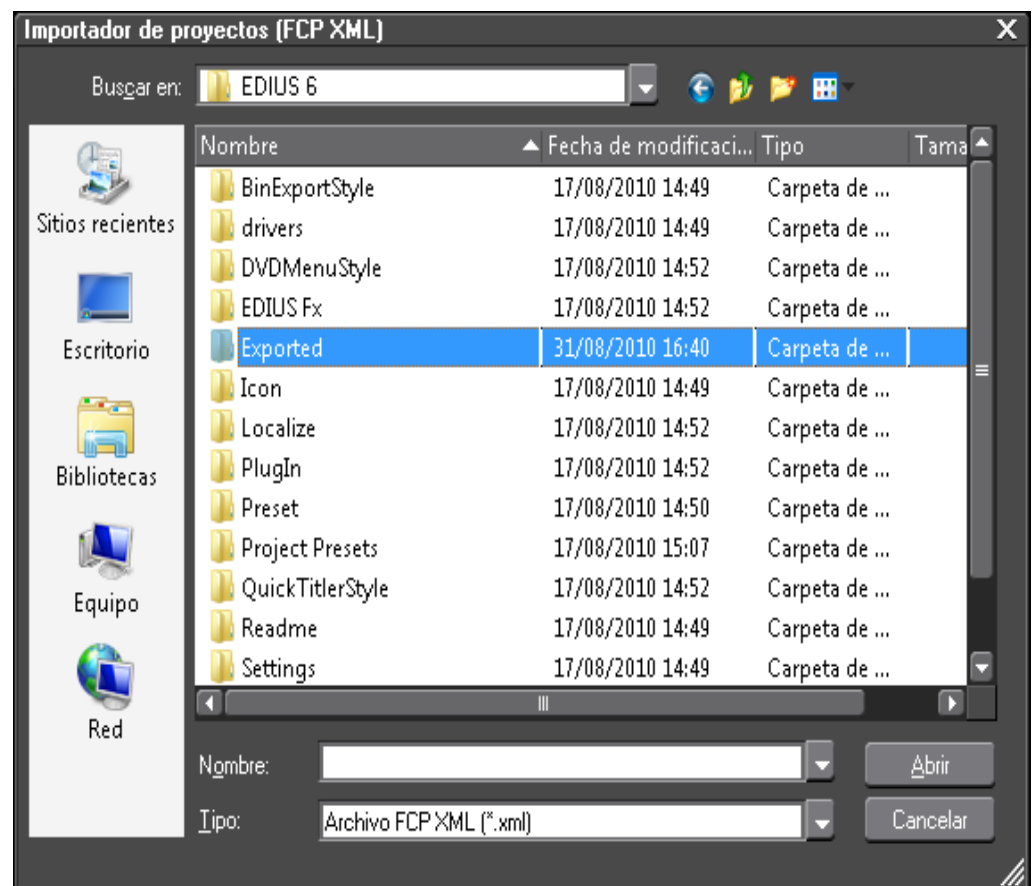 Importador de proyectos (FCP XML) X
Buscar en: EDIUS 6
Nombre Fecha de modificaci... Tipo Tama
BinExportStyle 17/08/2010 14:49 Carpeta de ...
drivers 17/08/2010 14:49 Carpeta de ...
DVDMenuStyle 17/08/2010 14:52 Carpeta de ...
EDIUS Fx 17/08/2010 14:52 Carpeta de ...
Exported 31/08/2010 16:40 Carpeta de ...
Icon 17/08/2010 14:49 Carpeta de ...
Localize 17/08/2010 14:52 Carpeta de ...
PlugIn 17/08/2010 14:52 Carpeta de ...
Preset 17/08/2010 14:50 Carpeta de ...
Project Presets 17/08/2010 15:07 Carpeta de ...
QuickTitlerStyle 17/08/2010 14:52 Carpeta de ...
Readme 17/08/2010 14:49 Carpeta de ...
Settings 17/08/2010 14:49 Carpeta de ...
Sitios recientes
Escritorio
Bibliotecas
Equipo
Red
Nombre: Abrir
Tipo: Archivo FCP XML (*.xml) Cancelar